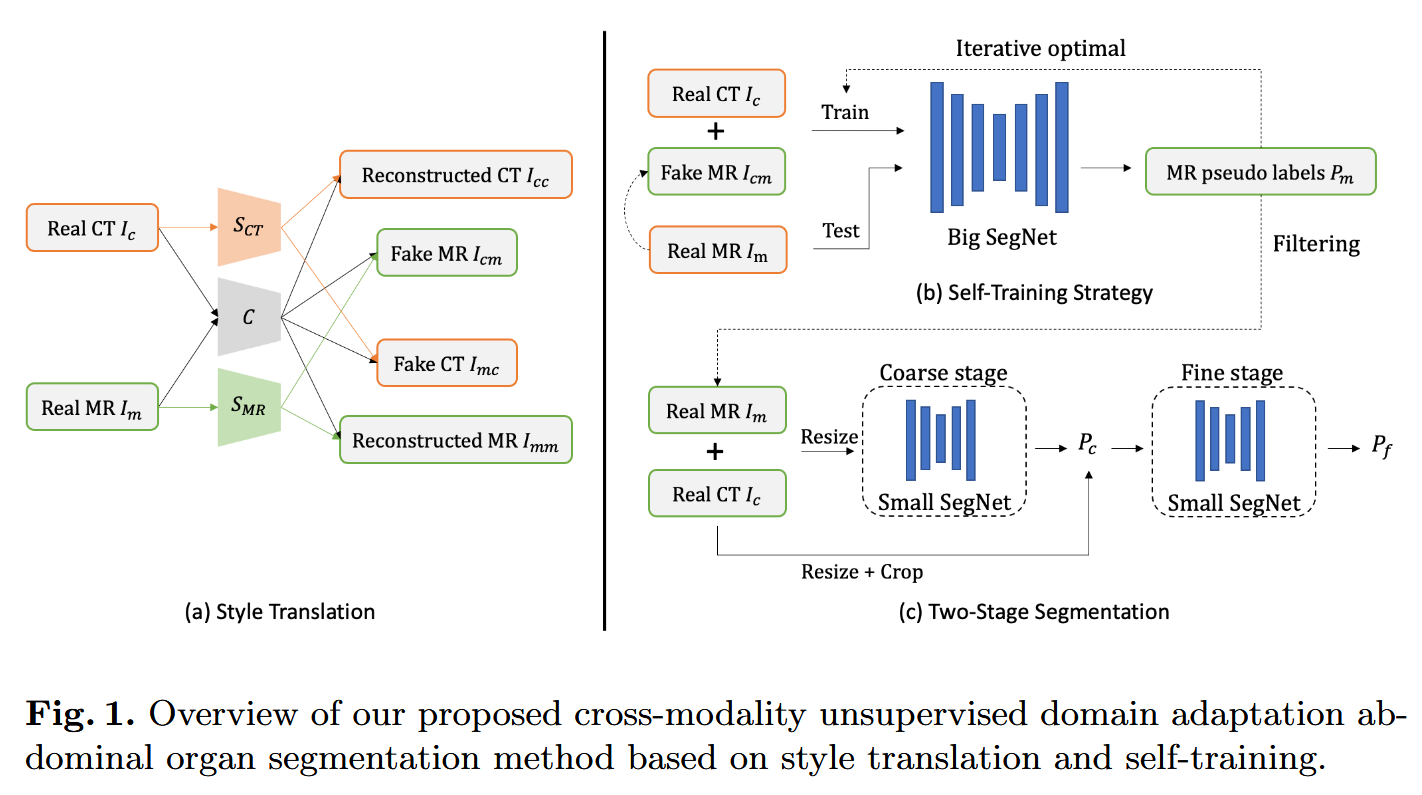 Real CT I_c
Real MR I_m
S_CT
C
S_MR
Reconstructed CT I_cc
Fake MR I_cm
Fake CT I_mc
Reconstructed MR I_mm
(a) Style Translation
Iterative optimal
Real CT I_c
+
Fake MR I_cm
Real MR I_m
Train
Test
Big SegNet
MR pseudo labels P_m
Filtering
(b) Self-Training Strategy
Real MR I_m
+
Real CT I_c
Resize
Coarse stage
Small SegNet
P_c
Fine stage
Small SegNet
P_f
Resize + Crop
(c) Two-Stage Segmentation
Fig. 1. Overview of our proposed cross-modality unsupervised domain adaptation ab-
dominal organ segmentation method based on style translation and self-training.